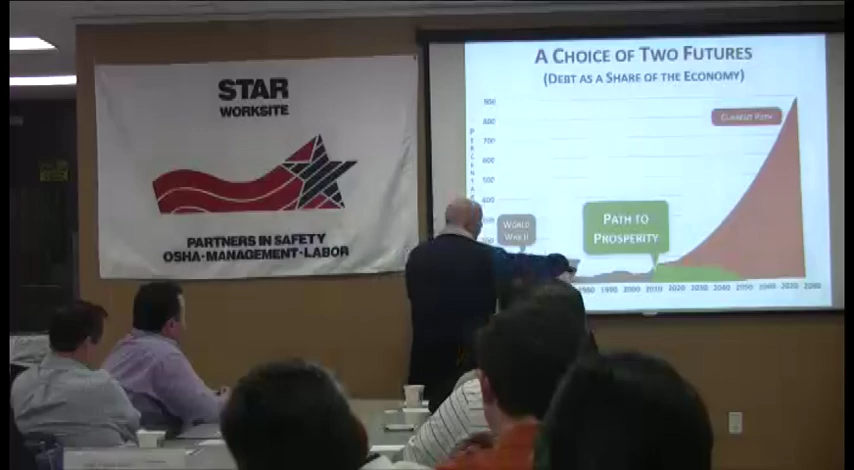 STAR
WORKSITE
PARTNERS IN SAFETY
OSHA·MANAGEMENT·LABOR
A CHOICE OF TWO FUTURES
(DEBT AS A SHARE OF THE ECONOMY)
900
800
700
600
500
400
CURRENT PATH
WORLD
WAR II
PATH TO
PROSPERITY
1980 1990 2000 2010 2020 2030 2040 2050 2060